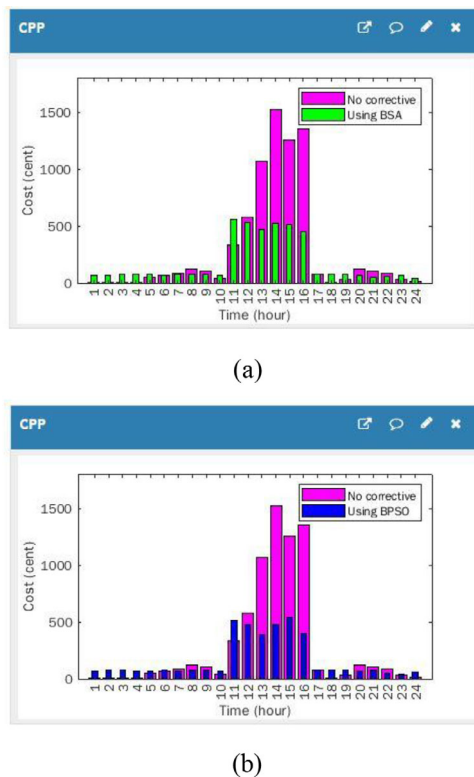 CPP
No corrective
Using BSA
1500
1000
500
0
Cost (cent)
1 2 3 4 5 6 7 8 9 10 11 12 13 14 15 16 17 18 19 20 21 22 23 24
Time (hour)
(a)
CPP
No corrective
Using BPSO
1500
1000
500
0
Cost (cent)
1 2 3 4 5 6 7 8 9 10 11 12 13 14 15 16 17 18 19 20 21 22 23 24
Time (hour)
(b)